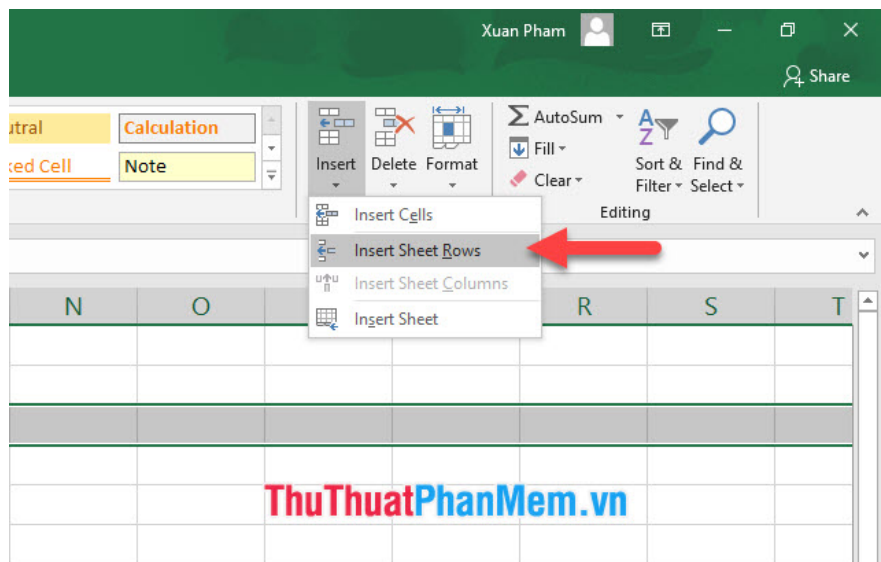 Xuan Pham
Share
utral
Calculation
ked Cell
Note
Insert
Delete
Format
AutoSum
Fill
Clear
Sort &
Filter
Find &
Select
Editing
Insert Cells
Insert Sheet Rows
Insert Sheet Columns
Insert Sheet
N
O
R
S
T
ThuThuatPhanMem.vn